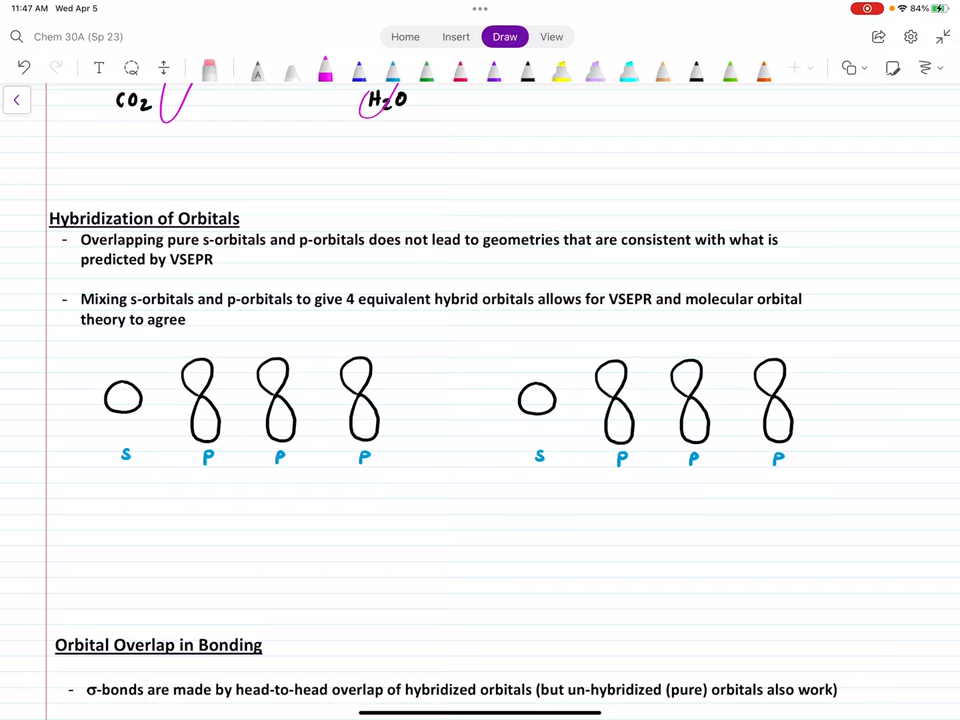 11:47 AM Wed Apr 5
84%
Chem 30A (Sp 23)
Home Insert Draw View
CO₂ H₂O
Hybridization of Orbitals
- Overlapping pure s-orbitals and p-orbitals does not lead to geometries that are consistent with what is
predicted by VSEPR
- Mixing s-orbitals and p-orbitals to give 4 equivalent hybrid orbitals allows for VSEPR and molecular orbital
theory to agree
s p p p s p p p
Orbital Overlap in Bonding
- σ-bonds are made by head-to-head overlap of hybridized orbitals (but un-hybridized (pure) orbitals also work)